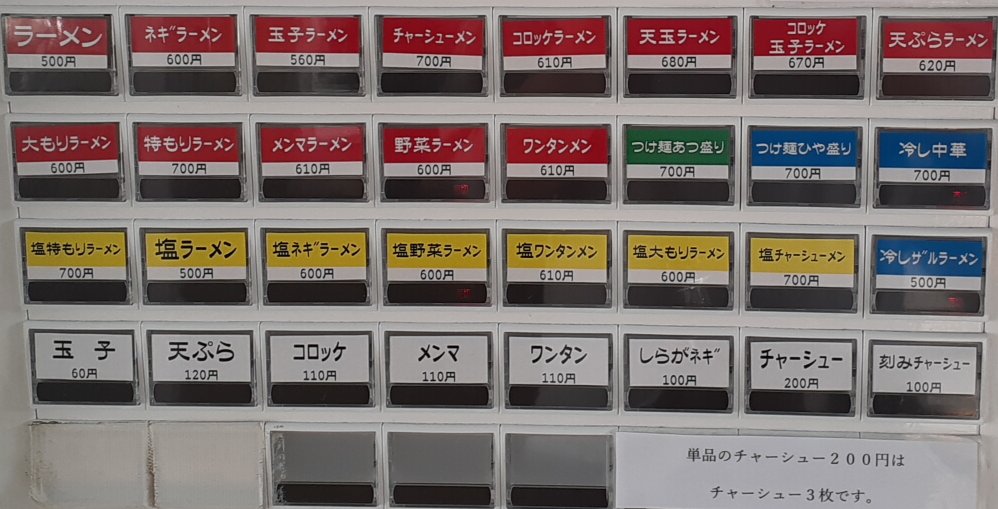 ラーメン
500円
ネギラーメン
600円
玉子ラーメン
560円
チャーシューメン
700円
コロッケラーメン
610円
天玉ラーメン
680円
コロッケ
玉子ラーメン
670円
天ぷらラーメン
620円
大もりラーメン
600円
特もりラーメン
700円
メンマラーメン
610円
野菜ラーメン
600円
ワンタンメン
610円
つけ麺あつ盛り
700円
つけ麺ひや盛り
700円
冷し中華
700円
塩特もりラーメン
700円
塩ラーメン
500円
塩ネギラーメン
600円
塩野菜ラーメン
600円
塩ワンタンメン
610円
塩大もりラーメン
600円
塩チャーシューメン
700円
冷しザルラーメン
500円
玉子
60円
天ぷら
120円
コロッケ
110円
メンマ
110円
ワンタン
110円
しらがネギ
100円
チャーシュー
200円
刻みチャーシュー
100円
単品のチャーシュー200円は
チャーシュー3枚です。